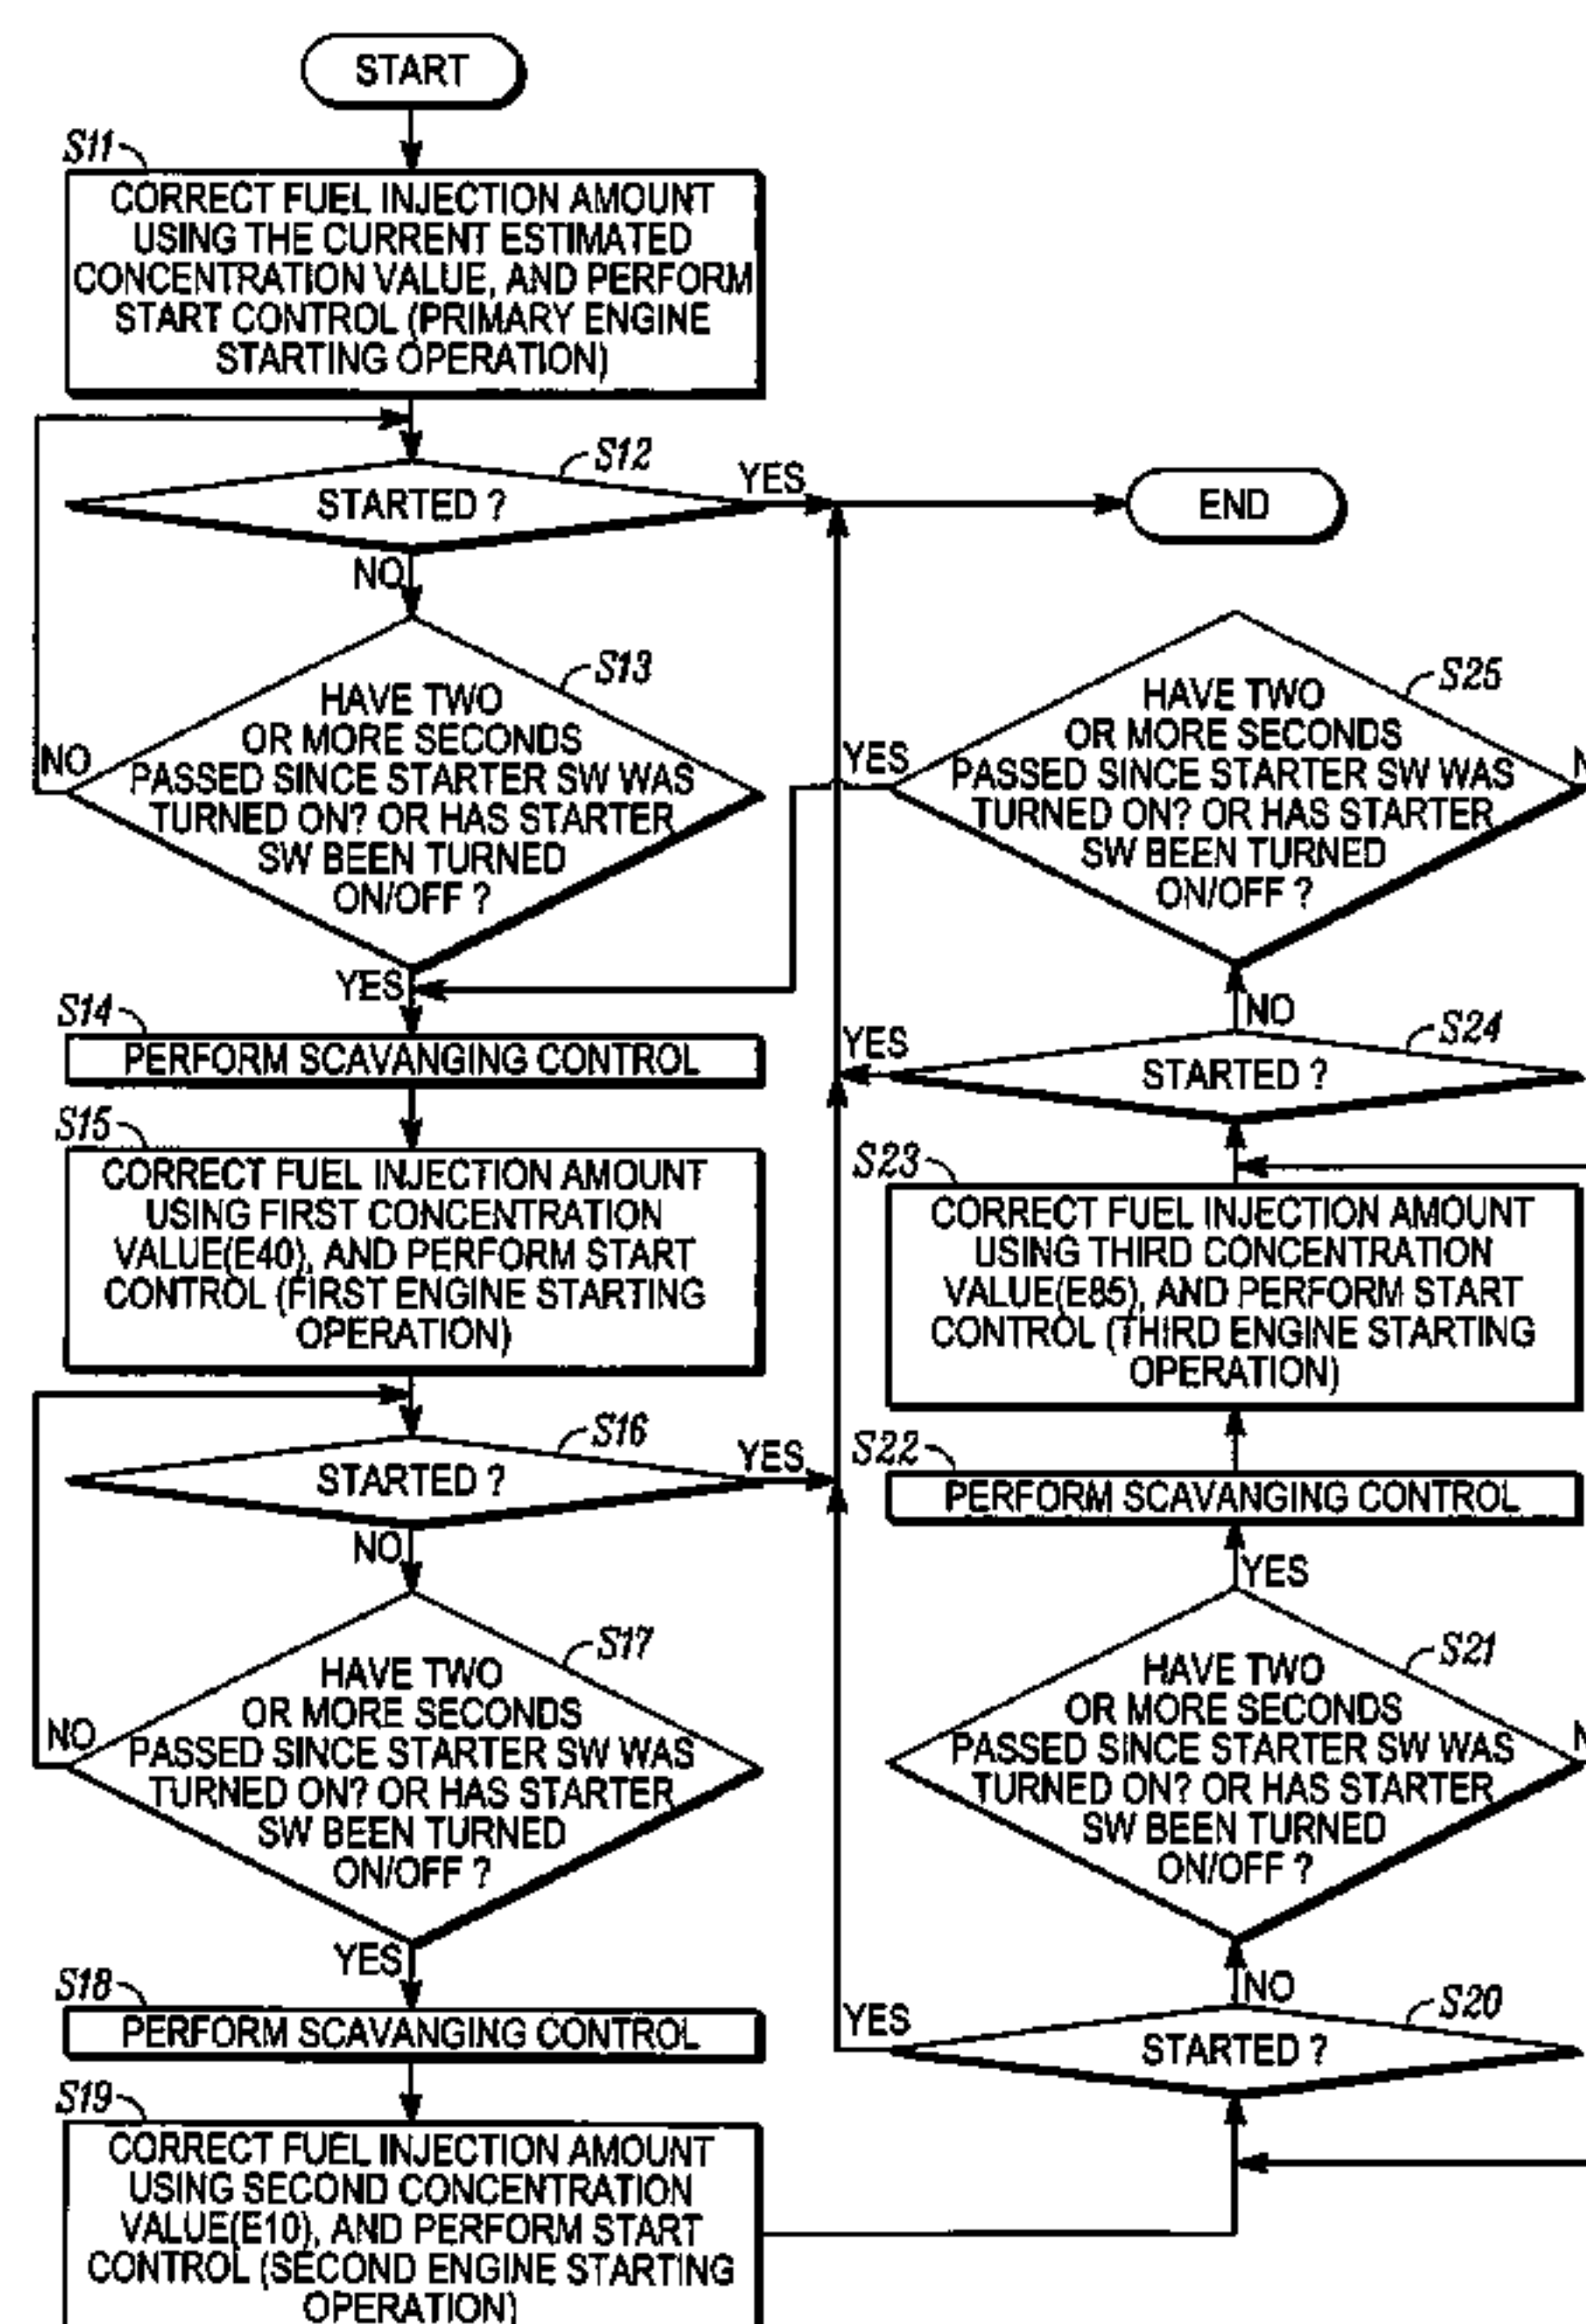 START
S11
CORRECT FUEL INJECTION AMOUNT
USING THE CURRENT ESTIMATED
CONCENTRATION VALUE, AND PERFORM
START CONTROL (PRIMARY ENGINE
STARTING OPERATION)
S12
STARTED ?
YES
NO
END
S13
HAVE TWO
OR MORE SECONDS
PASSED SINCE STARTER SW WAS
TURNED ON? OR HAS STARTER
SW BEEN TURNED
ON/OFF ?
NO
YES
S14
PERFORM SCAVANGING CONTROL
S15
CORRECT FUEL INJECTION AMOUNT
USING FIRST CONCENTRATION
VALUE(E40), AND PERFORM START
CONTROL (FIRST ENGINE STARTING
OPERATION)
S16
STARTED ?
YES
NO
S17
HAVE TWO
OR MORE SECONDS
PASSED SINCE STARTER SW WAS
TURNED ON? OR HAS STARTER
SW BEEN TURNED
ON/OFF ?
NO
YES
S18
PERFORM SCAVANGING CONTROL
S19
CORRECT FUEL INJECTION AMOUNT
USING SECOND CONCENTRATION
VALUE(E10), AND PERFORM START
CONTROL (SECOND ENGINE STARTING
OPERATION)
S25
HAVE TWO
OR MORE SECONDS
PASSED SINCE STARTER SW WAS
TURNED ON? OR HAS STARTER
SW BEEN TURNED
ON/OFF ?
YES
NO
S24
STARTED ?
YES
S23
CORRECT FUEL INJECTION AMOUNT
USING THIRD CONCENTRATION
VALUE(E85), AND PERFORM START
CONTROL (THIRD ENGINE STARTING
OPERATION)
S22
PERFORM SCAVANGING CONTROL
YES
S21
HAVE TWO
OR MORE SECONDS
PASSED SINCE STARTER SW WAS
TURNED ON? OR HAS STARTER
SW BEEN TURNED
ON/OFF ?
NO
S20
STARTED ?
YES